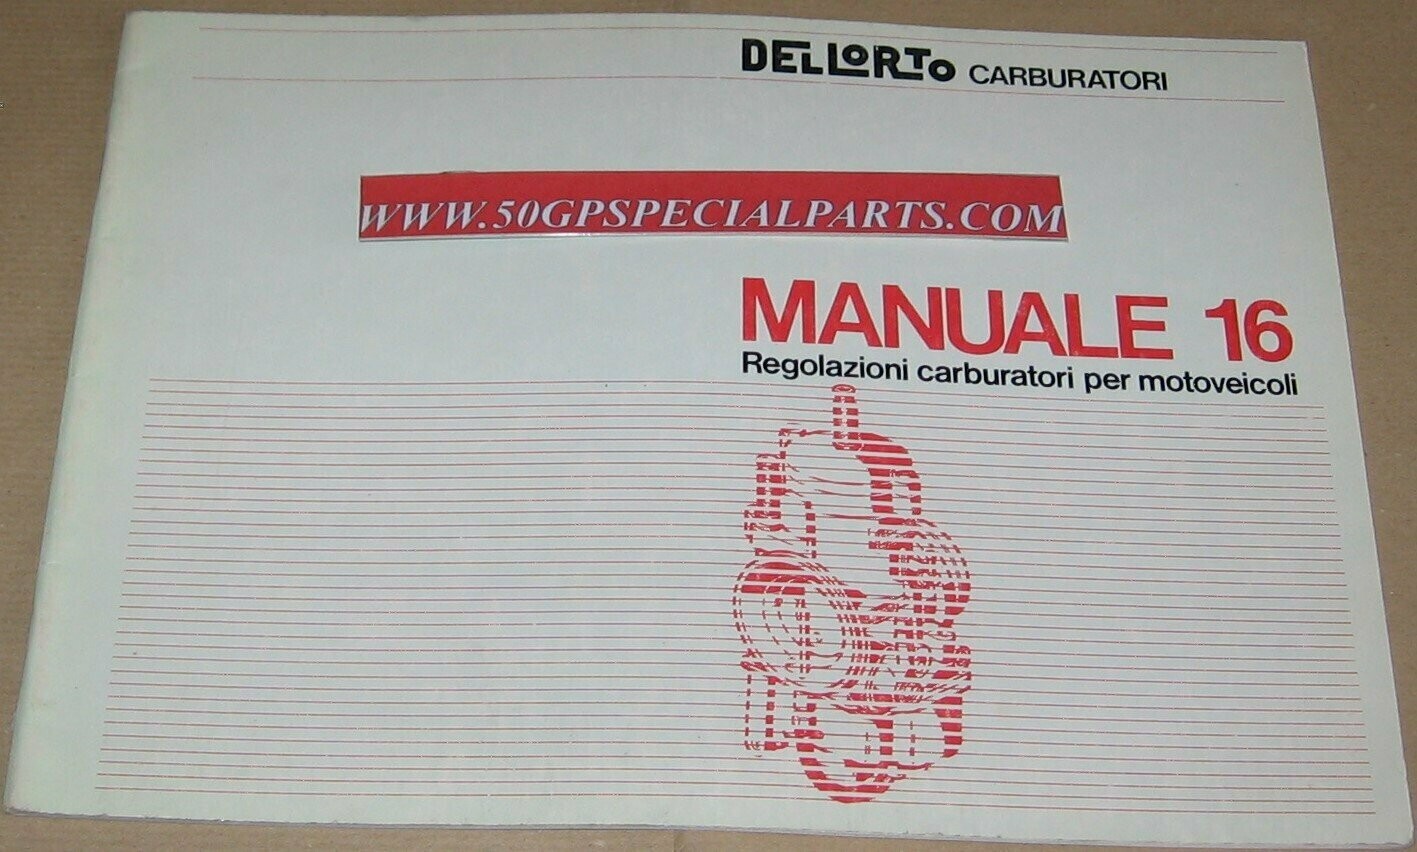 DELLORTO CARBURATORI
WWW.50GPSPECIALPARTS.COM
MANUALE 16
Regolazioni carburatori per motoveicoli